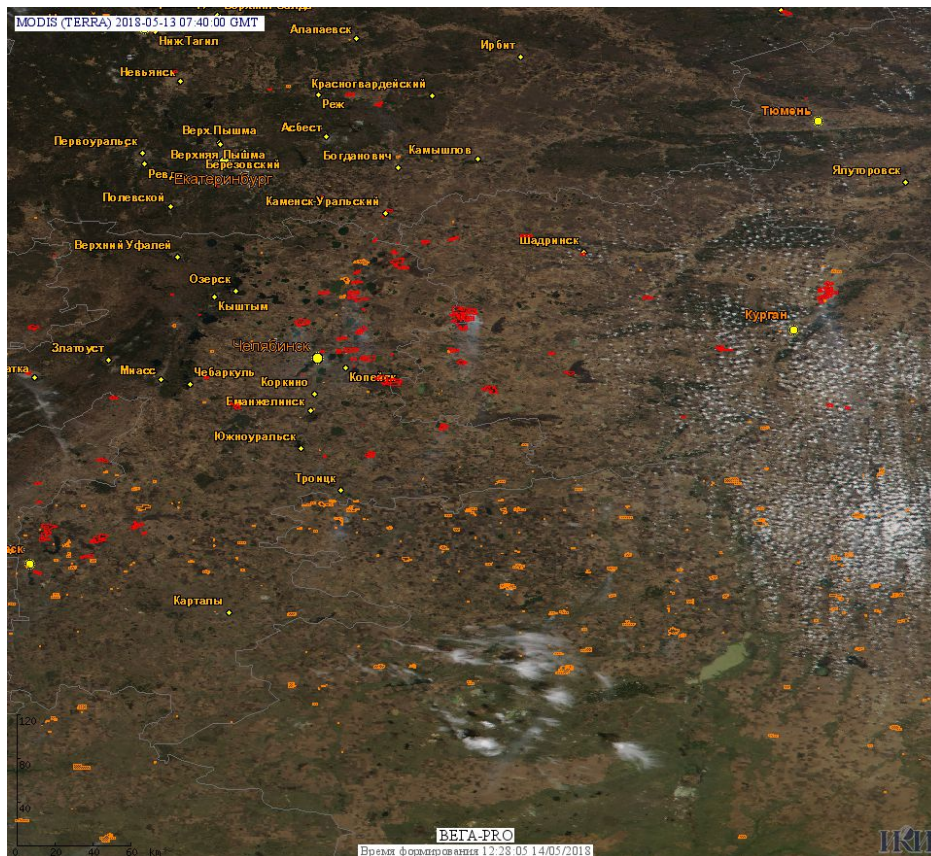 MODIS (TERRA) 2018-05-13 07:40:00 GMT
Алапаевск
Ниж.Тагил
Ирбит
Невьянск
Красногвардейский
Реж
Тюмень
Верх.Пышма
Асбест
Первоуральск
Верхняя Пышма
Богданович
Камышлов
Березовский
Екатеринбург
Ялуторовск
Полевской
Каменск-Уральский
Верхний Уфалей
Шадринск
Озерск
Кыштым
Курган
Златоуст
Челябинск
Миасс
Чебаркуль
Копейск
Коркино
Еманжелинск
Южноуральск
Троицк
Карталы
120
80
40
0 20 40 60 км
ВЕГА-PRO
Время формирования 12:28:05 14/05/2018
ИКИ